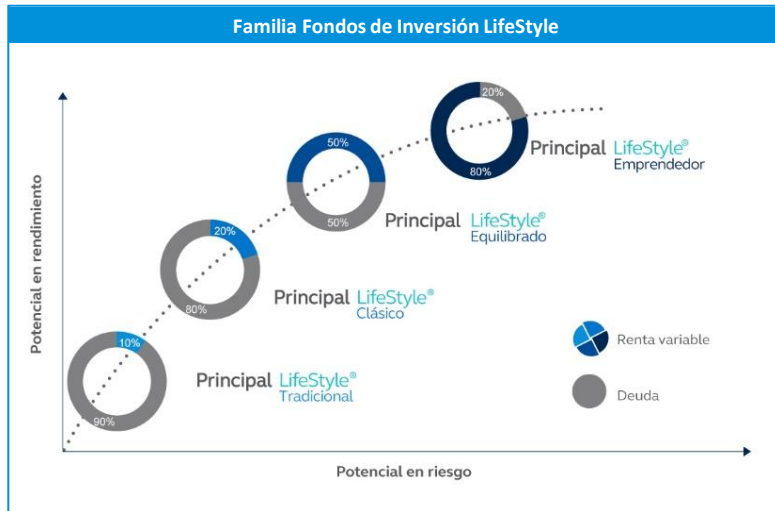 Familia Fondos de Inversión LifeStyle
Potencial en rendimiento
20%
80%
Principal LifeStyle®
Emprendedor
50%
50%
Principal LifeStyle®
Equilibrado
20%
80%
Principal LifeStyle®
Clásico
10%
90%
Principal LifeStyle®
Tradicional
Renta variable
Deuda
Potencial en riesgo